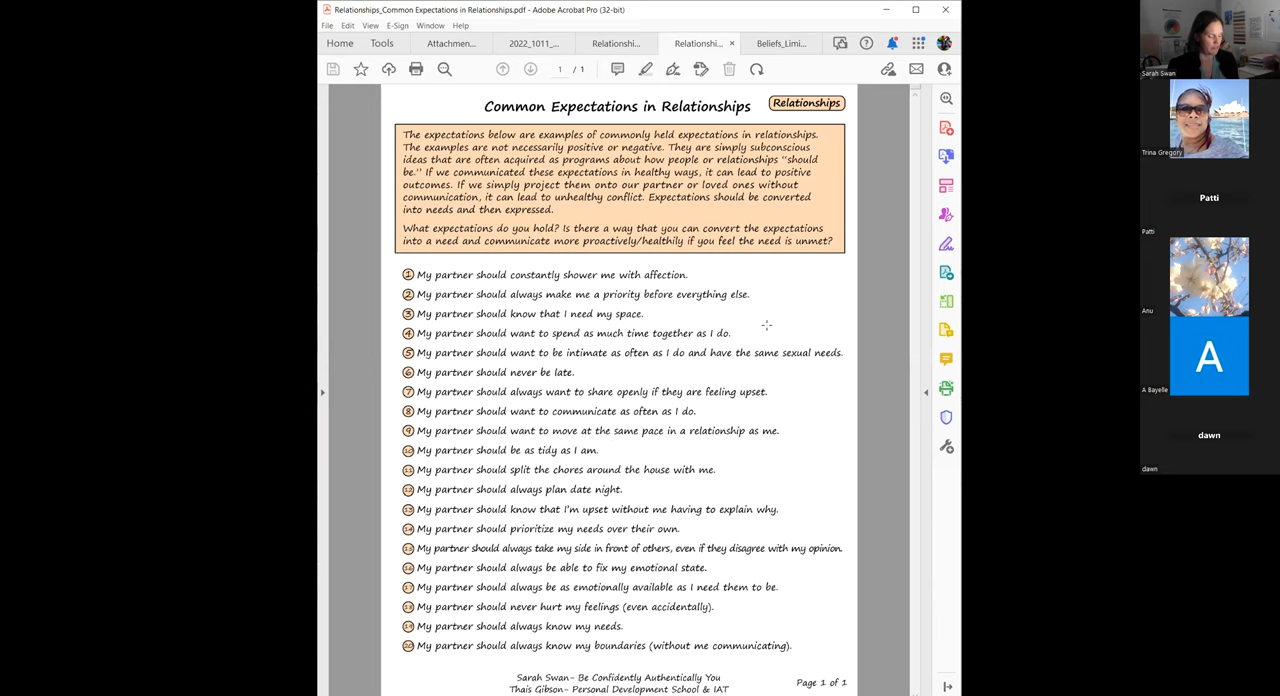 Relationships_Common Expectations in Relationships.pdf - Adobe Acrobat Pro (32-bit)
File Edit View E-Sign Window Help
Home Tools Attachmen... 2022_1011_... Relationshi... Relationshi... × Beliefs_Limi...
1 / 1
Common Expectations in Relationships
Relationships
The expectations below are examples of commonly held expectations in relationships.
The examples are not necessarily positive or negative. They are simply subconscious
ideas that are often acquired as programs about how people or relationships “should
be.” If we communicated these expectations in healthy ways, it can lead to positive
outcomes. If we simply project them onto our partner or loved ones without
communication, it can lead to unhealthy conflict. Expectations should be converted
into needs and then expressed.
What expectations do you hold? Is there a way that you can convert the expectations
into a need and communicate more proactively/healthily if you feel the need is unmet?
1 My partner should constantly shower me with affection.
2 My partner should always make me a priority before everything else.
3 My partner should know that I need my space.
4 My partner should want to spend as much time together as I do.
5 My partner should want to be intimate as often as I do and have the same sexual needs.
6 My partner should never be late.
7 My partner should always want to share openly if they are feeling upset.
8 My partner should want to communicate as often as I do.
9 My partner should want to move at the same pace in a relationship as me.
10 My partner should be as tidy as I am.
11 My partner should split the chores around the house with me.
12 My partner should always plan date night.
13 My partner should know that I'm upset without me having to explain why.
14 My partner should prioritize my needs over their own.
15 My partner should always take my side in front of others, even if they disagree with my opinion.
16 My partner should always be able to fix my emotional state.
17 My partner should always be as emotionally available as I need them to be.
18 My partner should never hurt my feelings (even accidentally).
19 My partner should always know my needs.
20 My partner should always know my boundaries (without me communicating).
Sarah Swan- Be Confidently Authentically You
Thais Gibson- Personal Development School & IAT
Page 1 of 1
Sarah Swan
Trina Gregory
Patti
Patti
Anu
A
A Bayelle
dawn
dawn